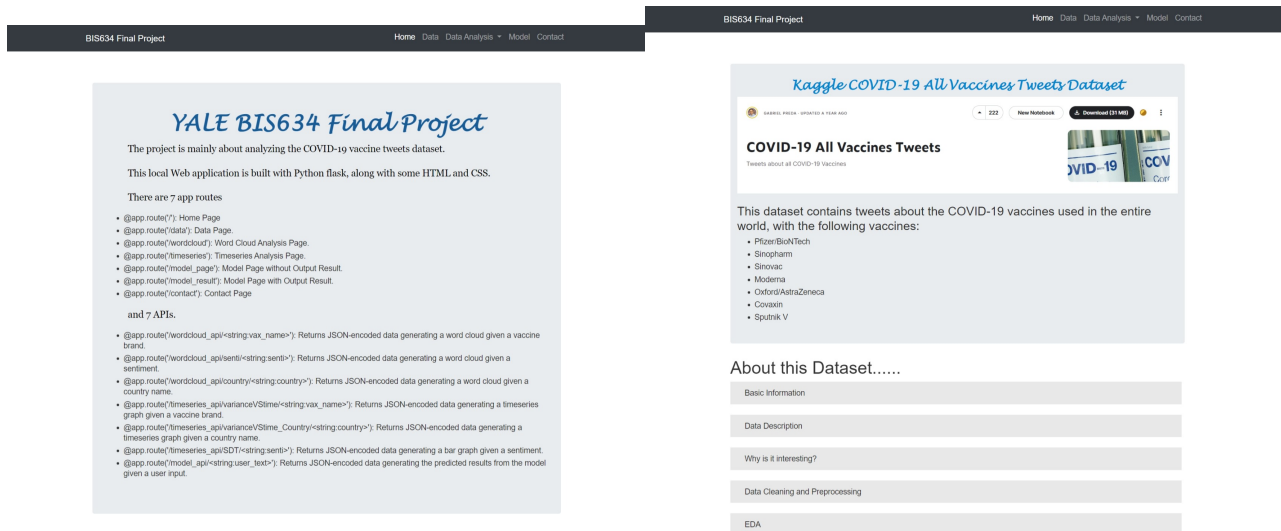 BIS634 Final Project
Home Data Data Analysis Model Contact
YALE BIS634 Final Project
The project is mainly about analyzing the COVID-19 vaccine tweets dataset.
This local Web application is built with Python flask, along with some HTML and CSS.
There are 7 app routes
@app.route('/'): Home Page
@app.route('/data'): Data Page.
@app.route('/wordcloud'): Word Cloud Analysis Page.
@app.route('/timeseries'): Timeseries Analysis Page.
@app.route('/model_page'): Model Page without Output Result.
@app.route('/model_result'): Model Page with Output Result.
@app.route('/contact'): Contact Page
and 7 APIs.
@app.route('/wordcloud_api/<string:vax_name>'): Returns JSON-encoded data generating a word cloud given a vaccine
brand.
@app.route('/wordcloud_api/senti/<string:senti>'): Returns JSON-encoded data generating a word cloud given a
sentiment.
@app.route('/wordcloud_api/country/<string:country>'): Returns JSON-encoded data generating a word cloud given a
country name.
@app.route('/timeseries_api/varianceVStime/<string:vax_name>'): Returns JSON-encoded data generating a timeseries
graph given a vaccine brand.
@app.route('/timeseries_api/varianceVStime_Country/<string:country>'): Returns JSON-encoded data generating a
timeseries graph given a country name.
@app.route('/timeseries_api/SDT/<string:senti>'): Returns JSON-encoded data generating a bar graph given a sentiment.
@app.route('/model_api/<string:user_text>'): Returns JSON-encoded data generating the predicted results from the model
given a user input.
BIS634 Final Project
Home Data Data Analysis Model Contact
Kaggle COVID-19 All Vaccines Tweets Dataset
GABRIEL PREDA · UPDATED A YEAR AGO
222
New Notebook
Download (31 MB)
COVID-19 All Vaccines Tweets
Tweets about all COVID-19 Vaccines
OVID-19
COV
Cor
This dataset contains tweets about the COVID-19 vaccines used in the entire
world, with the following vaccines:
Pfizer/BioNTech
Sinopharm
Sinovac
Moderna
Oxford/AstraZeneca
Covaxin
Sputnik V
About this Dataset......
Basic Information
Data Description
Why is it interesting?
Data Cleaning and Preprocessing
EDA